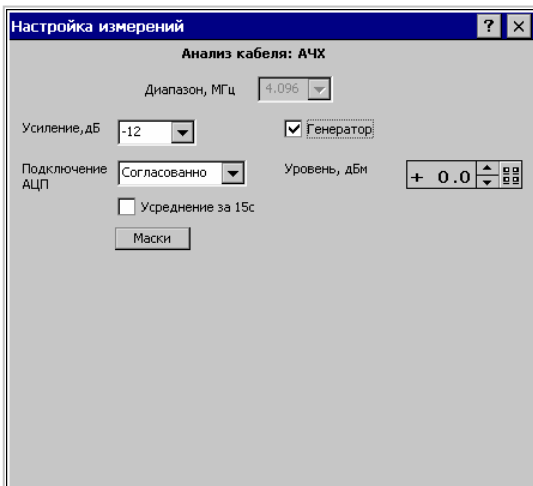 Настройка измерений ? ×
Анализ кабеля: АЧХ
Диапазон, МГц 4.096
Усиление,дБ -12 Генератор
Подключение АЦП Согласованно Уровень, дБм + 0.0
Усреднение за 15с
Маски